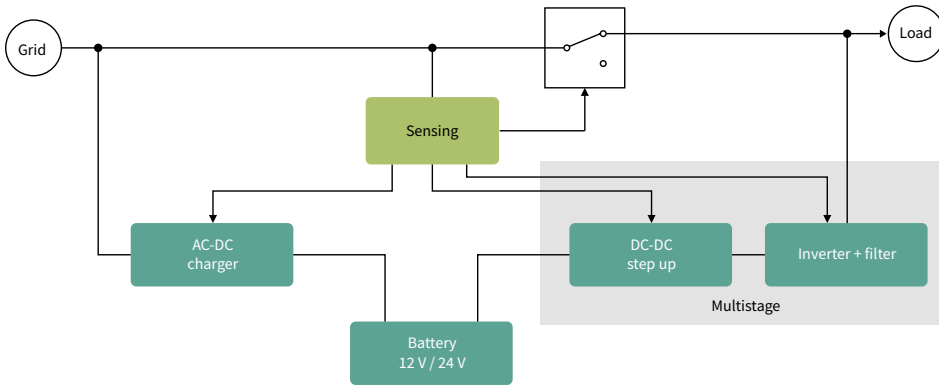 Grid
Load
Sensing
AC-DC
charger
DC-DC
step up
Inverter + filter
Multistage
Battery
12 V / 24 V